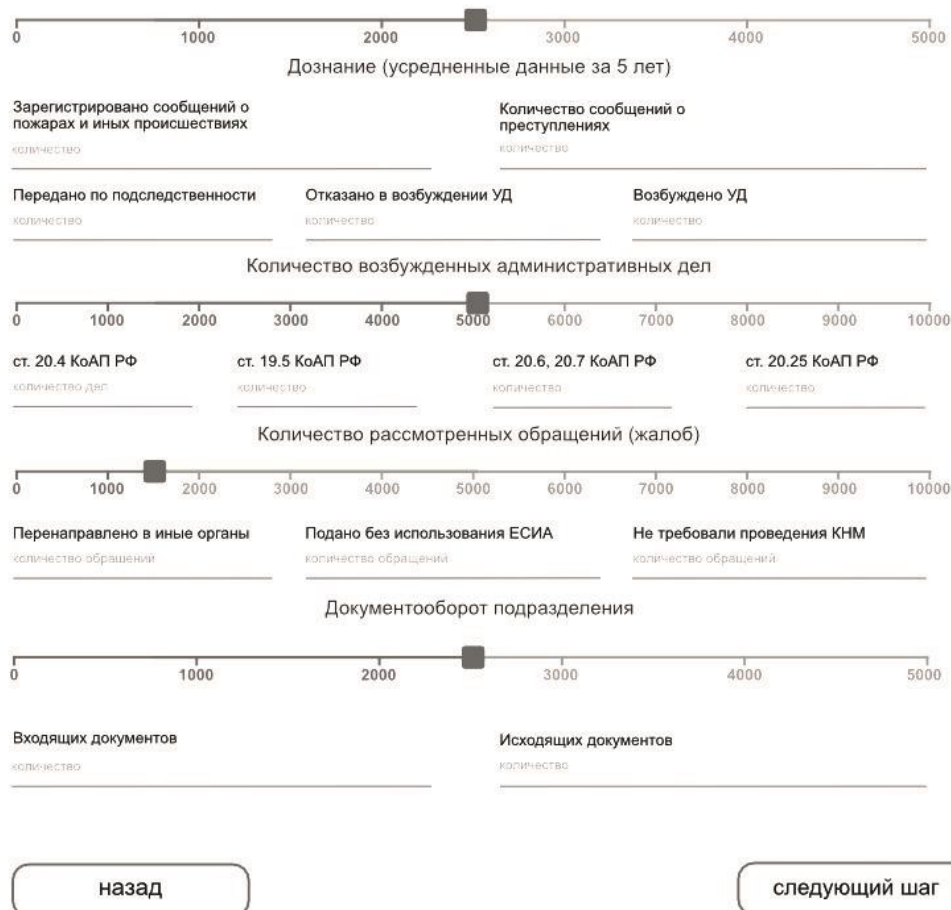 0 1000 2000 3000 4000 5000
Дознание (усредненные данные за 5 лет)
Зарегистрировано сообщений о
пожарах и иных происшествиях
количество
Количество сообщений о
преступлениях
количество
Передано по подследственности Отказано в возбуждении УД Возбуждено УД
количество количество количество
Количество возбужденных административных дел
0 1000 2000 3000 4000 5000 6000 7000 8000 9000 10000
ст. 20.4 КоАП РФ ст. 19.5 КоАП РФ ст. 20.6, 20.7 КоАП РФ ст. 20.25 КоАП РФ
количество дел количество количество количество
Количество рассмотренных обращений (жалоб)
0 1000 2000 3000 4000 5000 6000 7000 8000 9000 10000
Перенаправлено в иные органы Подано без использования ЕСИА Не требовали проведения КНМ
количество обращений количество обращений количество обращений
Документооборот подразделения
0 1000 2000 3000 4000 5000
Входящих документов Исходящих документов
количество количество
назад следующий шаг